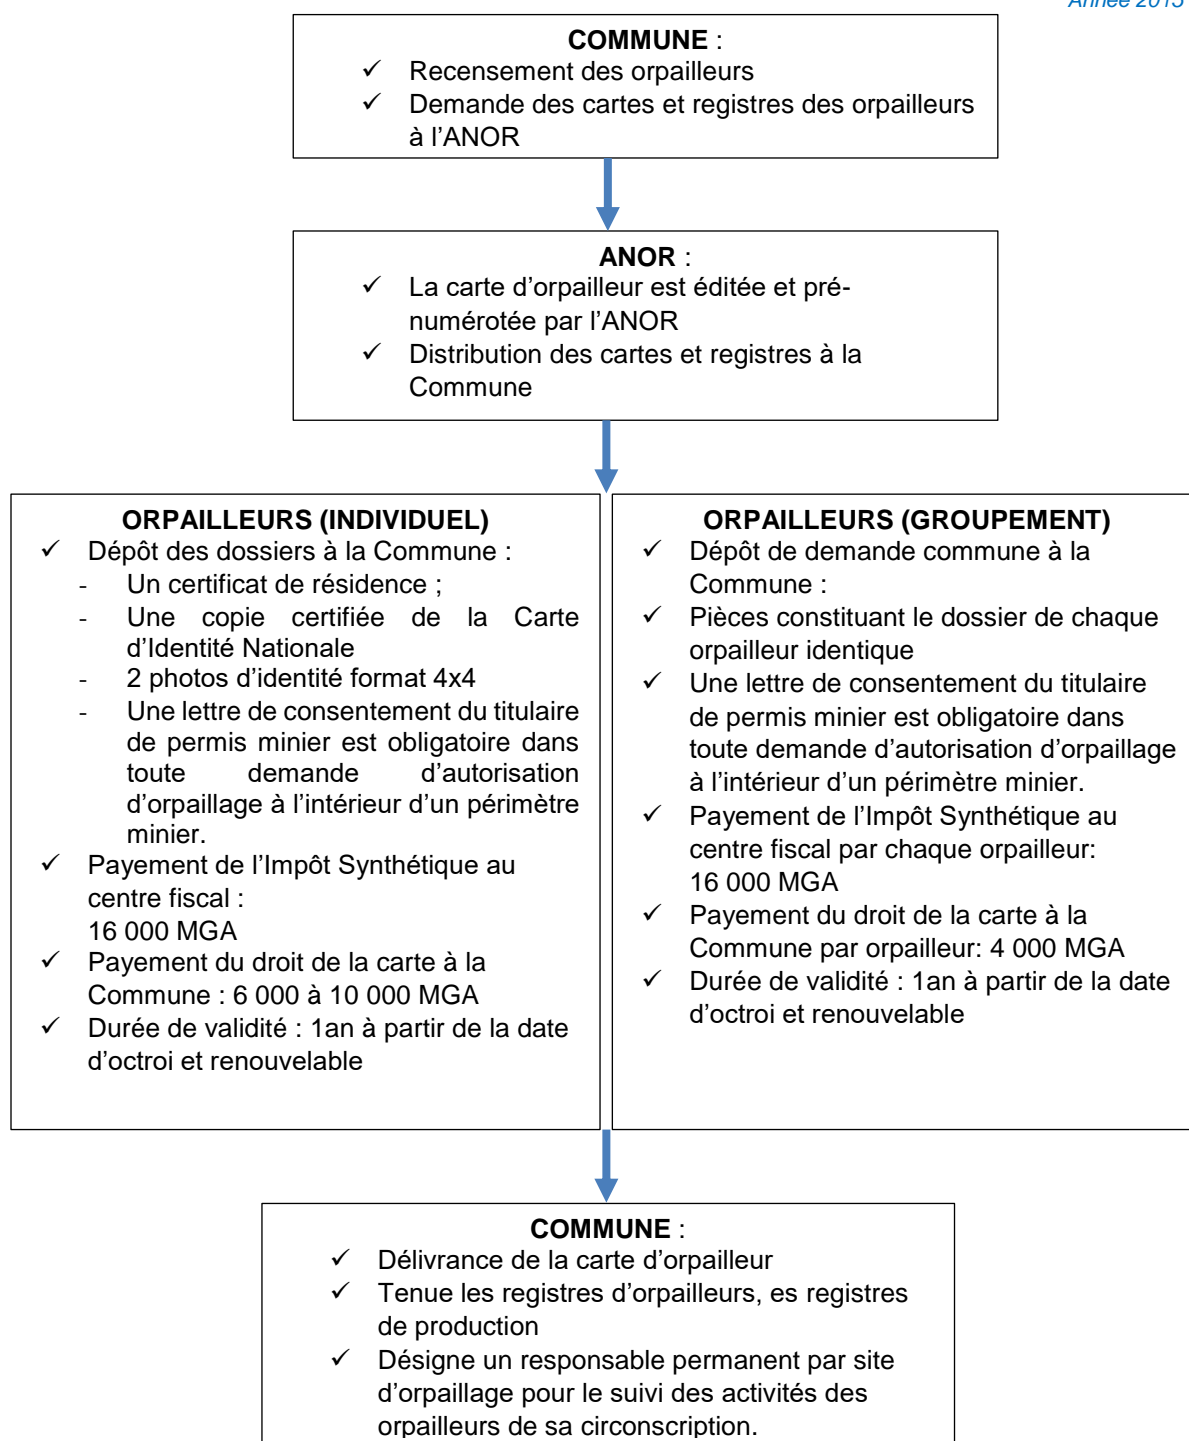 Année 2015
COMMUNE :
✓ Recensement des orpailleurs
✓ Demande des cartes et registres des orpailleurs
à l’ANOR
ANOR :
✓ La carte d’orpailleur est éditée et pré-
numérotée par l’ANOR
✓ Distribution des cartes et registres à la
Commune
ORPAILLEURS (INDIVIDUEL)
✓ Dépôt des dossiers à la Commune :
- Un certificat de résidence ;
- Une copie certifiée de la Carte
d’Identité Nationale
- 2 photos d’identité format 4x4
- Une lettre de consentement du titulaire
de permis minier est obligatoire dans
toute demande d’autorisation
d’orpaillage à l’intérieur d’un périmètre
minier.
✓ Payement de l’Impôt Synthétique au
centre fiscal :
16 000 MGA
✓ Payement du droit de la carte à la
Commune : 6 000 à 10 000 MGA
✓ Durée de validité : 1an à partir de la date
d’octroi et renouvelable
ORPAILLEURS (GROUPEMENT)
✓ Dépôt de demande commune à la
Commune :
✓ Pièces constituant le dossier de chaque
orpailleur identique
✓ Une lettre de consentement du titulaire
de permis minier est obligatoire dans
toute demande d’autorisation d’orpaillage
à l’intérieur d’un périmètre minier.
✓ Payement de l’Impôt Synthétique au
centre fiscal par chaque orpailleur:
16 000 MGA
✓ Payement du droit de la carte à la
Commune par orpailleur: 4 000 MGA
✓ Durée de validité : 1an à partir de la date
d’octroi et renouvelable
COMMUNE :
✓ Délivrance de la carte d’orpailleur
✓ Tenue les registres d’orpailleurs, es registres
de production
✓ Désigne un responsable permanent par site
d’orpaillage pour le suivi des activités des
orpailleurs de sa circonscription.